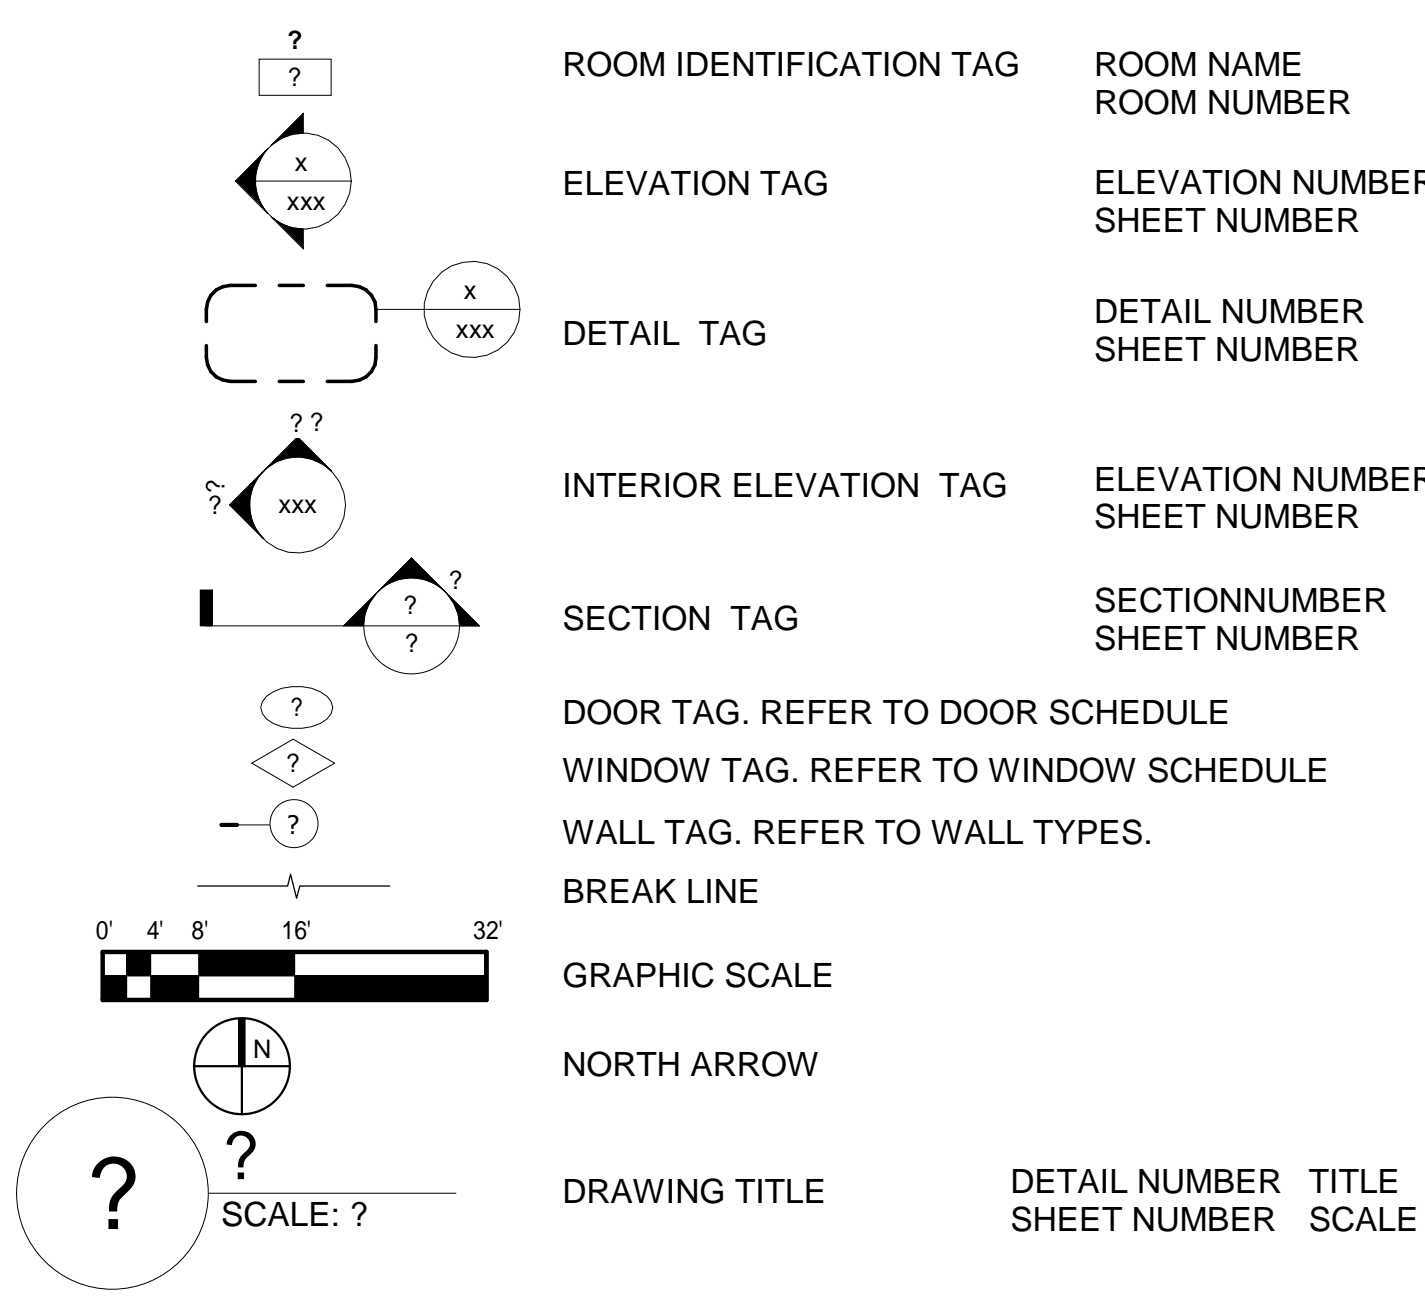 ?
?
ROOM IDENTIFICATION TAG
ROOM NAME
ROOM NUMBER
x
xxx
ELEVATION TAG
ELEVATION NUMBER
SHEET NUMBER
x
xxx
DETAIL TAG
DETAIL NUMBER
SHEET NUMBER
? ?
? ?
xxx
INTERIOR ELEVATION TAG
ELEVATION NUMBER
SHEET NUMBER
?
?
?
SECTION TAG
SECTIONNUMBER
SHEET NUMBER
?
DOOR TAG. REFER TO DOOR SCHEDULE
?
WINDOW TAG. REFER TO WINDOW SCHEDULE
?
WALL TAG. REFER TO WALL TYPES.
BREAK LINE
0' 4' 8' 16' 32'
GRAPHIC SCALE
N
NORTH ARROW
?
?
SCALE: ?
DRAWING TITLE
DETAIL NUMBER TITLE
SHEET NUMBER SCALE